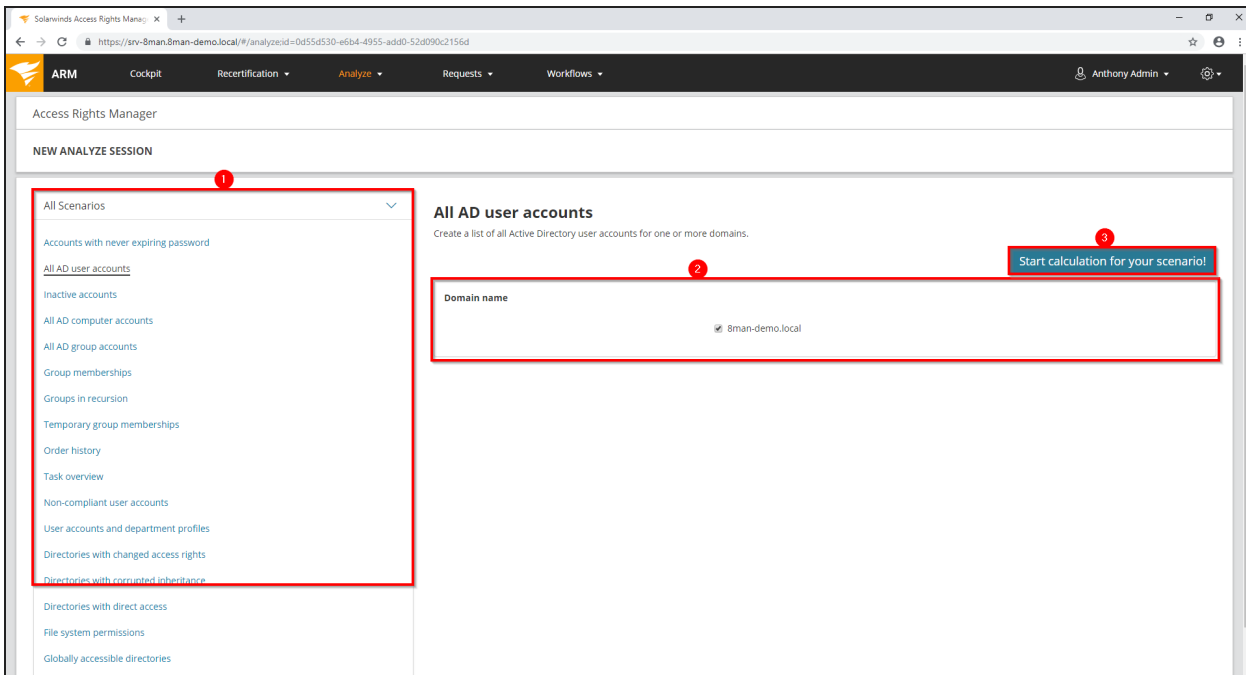 Solarwinds Access Rights Manag
https://srv-8man.8man-demo.local/#/analyze;id=0d55d530-e6b4-4955-add0-52d090c2156d
ARM Cockpit Recertification Analyze Requests Workflows Anthony Admin
Access Rights Manager
NEW ANALYZE SESSION
1
All Scenarios
Accounts with never expiring password
All AD user accounts
Inactive accounts
All AD computer accounts
All AD group accounts
Group memberships
Groups in recursion
Temporary group memberships
Order history
Task overview
Non-compliant user accounts
User accounts and department profiles
Directories with changed access rights
Directories with corrupted inheritance
Directories with direct access
File system permissions
Globally accessible directories
All AD user accounts
Create a list of all Active Directory user accounts for one or more domains.
3
Start calculation for your scenario!
2
Domain name
8man-demo.local